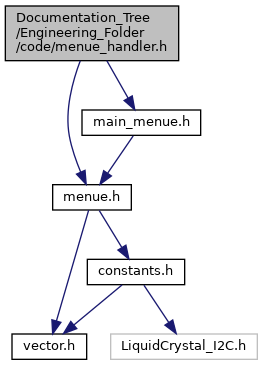 Documentation_Tree
/Engineering_Folder
/code/menue_handler.h
main_menue.h
menue.h
constants.h
vector.h
LiquidCrystal_I2C.h